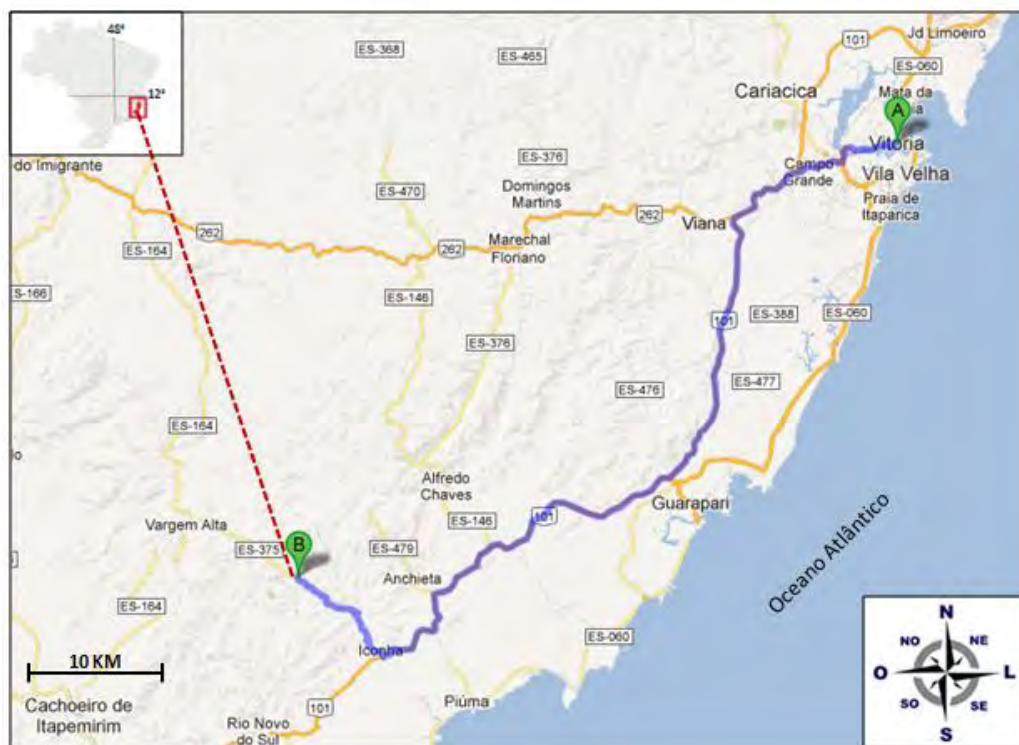 48°
12°
ES-368
ES-465
101
Jd Limoeiro
ES-060
Cariacica
Mata da
A
Vitória
Vila Velha
Campo
Grande
Praia de
Itaparica
do Imigrante
ES-376
ES-470
Domingos
Martins
262
Viana
Marechal
Floriano
262
262
ES-164
ES-166
ES-146
ES-376
101
ES-388
ES-060
ES-476
ES-477
ES-164
Alfredo
Chaves
Guarapari
ES-146
101
Vargem Alta
ES-375
B
ES-479
Anchieta
Oceano Atlântico
ES-164
Iconha
ES-060
10 KM
Cachoeiro de
Itapemirim
101
Rio Novo
do Sul
Piúma
N
NO
NE
O
L
SO
SE
S